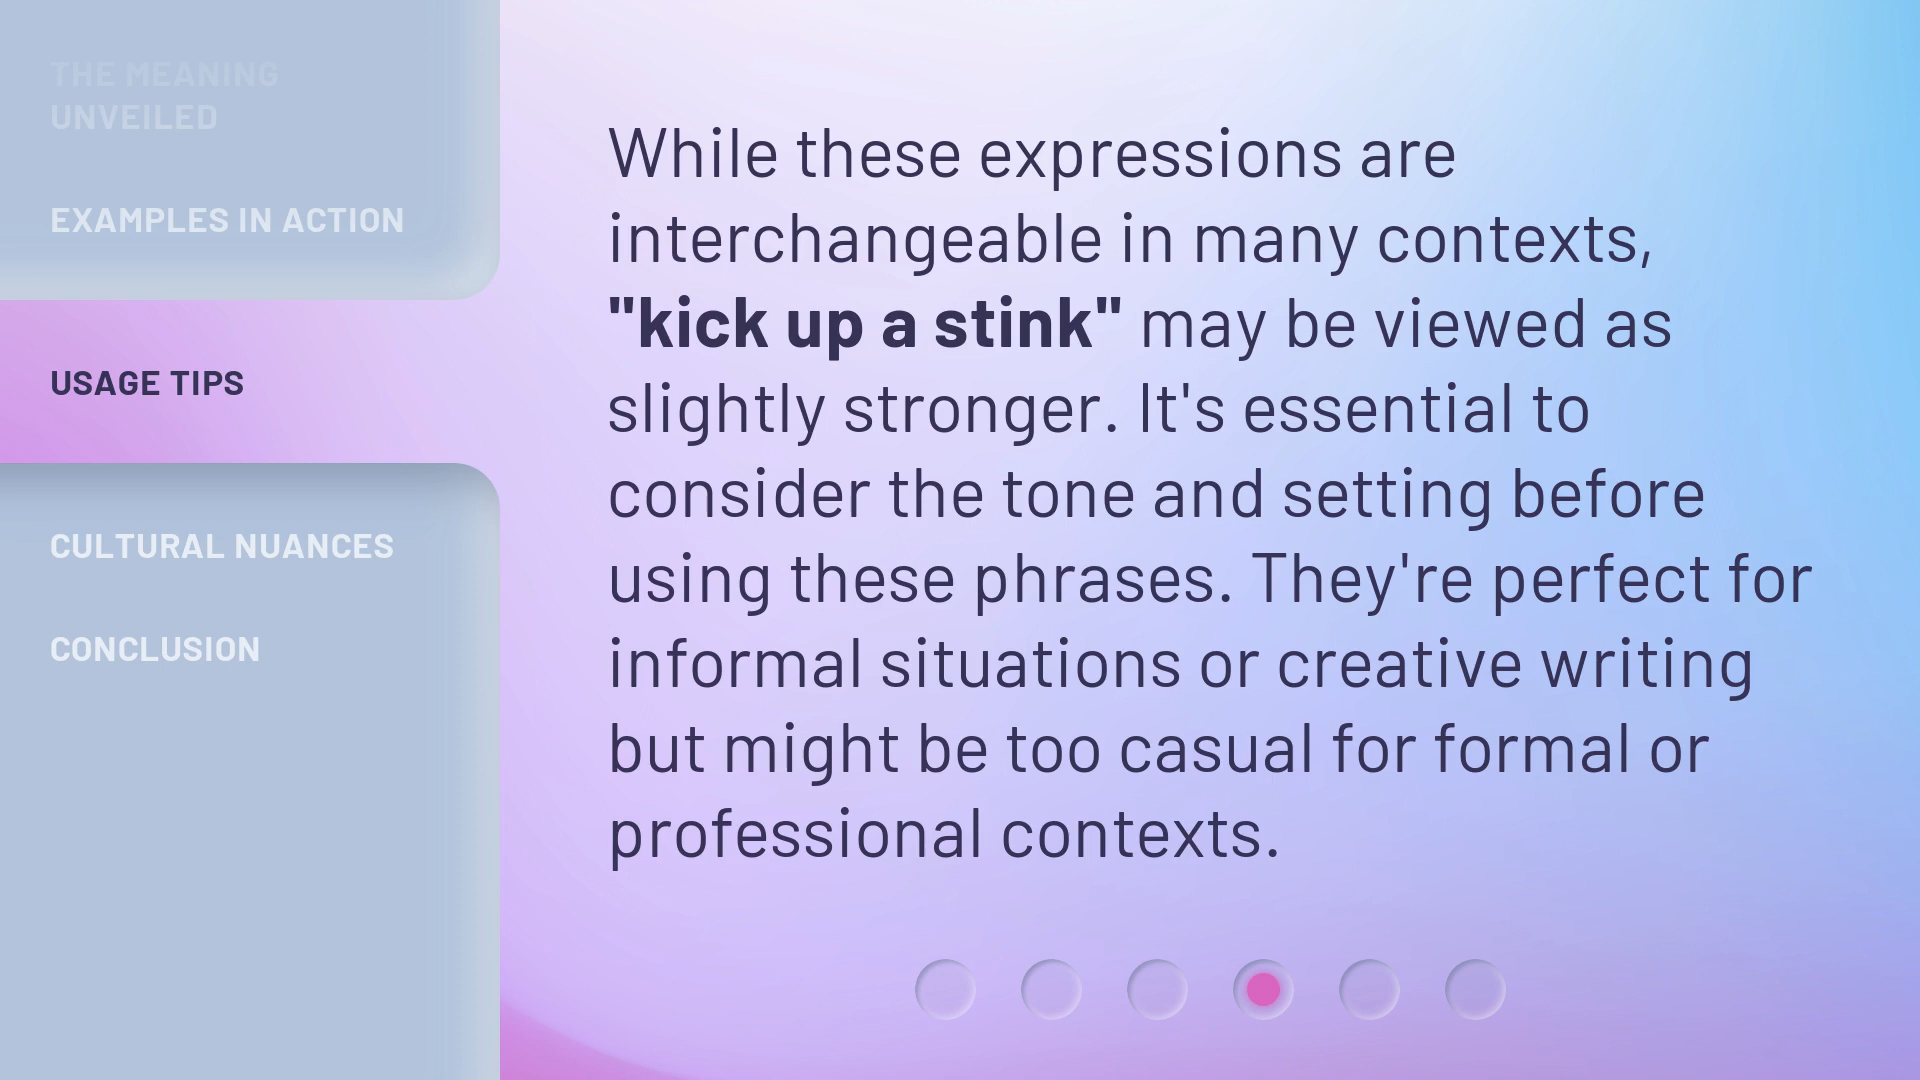 THE MEANING
UNVEILED
EXAMPLES IN ACTION
USAGE TIPS
CULTURAL NUANCES
CONCLUSION
While these expressions are
interchangeable in many contexts,
"kick up a stink" may be viewed as
slightly stronger. It's essential to
consider the tone and setting before
using these phrases. They're perfect for
informal situations or creative writing
but might be too casual for formal or
professional contexts.